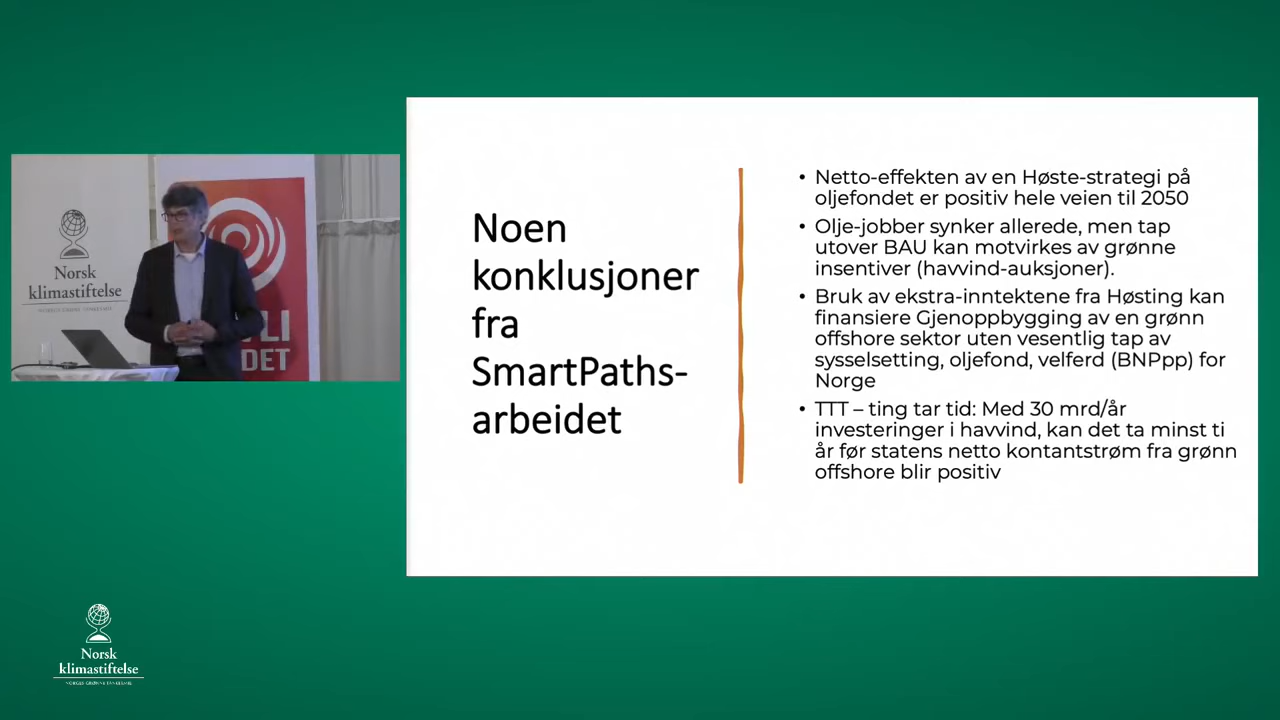 Norsk
klimastiftelse
LI
DET
Noen
konklusjoner
fra
SmartPaths-
arbeidet
• Netto-effekten av en Høste-strategi på
oljefondet er positiv hele veien til 2050
• Olje-jobber synker allerede, men tap
utover BAU kan motvirkes av grønne
insentiver (havvind-auksjoner).
• Bruk av ekstra-inntektene fra Høsting kan
finansiere Gjenoppbygging av en grønn
offshore sektor uten vesentlig tap av
sysselsetting, oljefond, velferd (BNPpp) for
Norge
• TTT – ting tar tid: Med 30 mrd/år
investeringer i havvind, kan det ta minst ti
år før statens netto kontantstrøm fra grønn
offshore blir positiv
Norsk
klimastiftelse
NORGES GRØNNE TANKESMIE